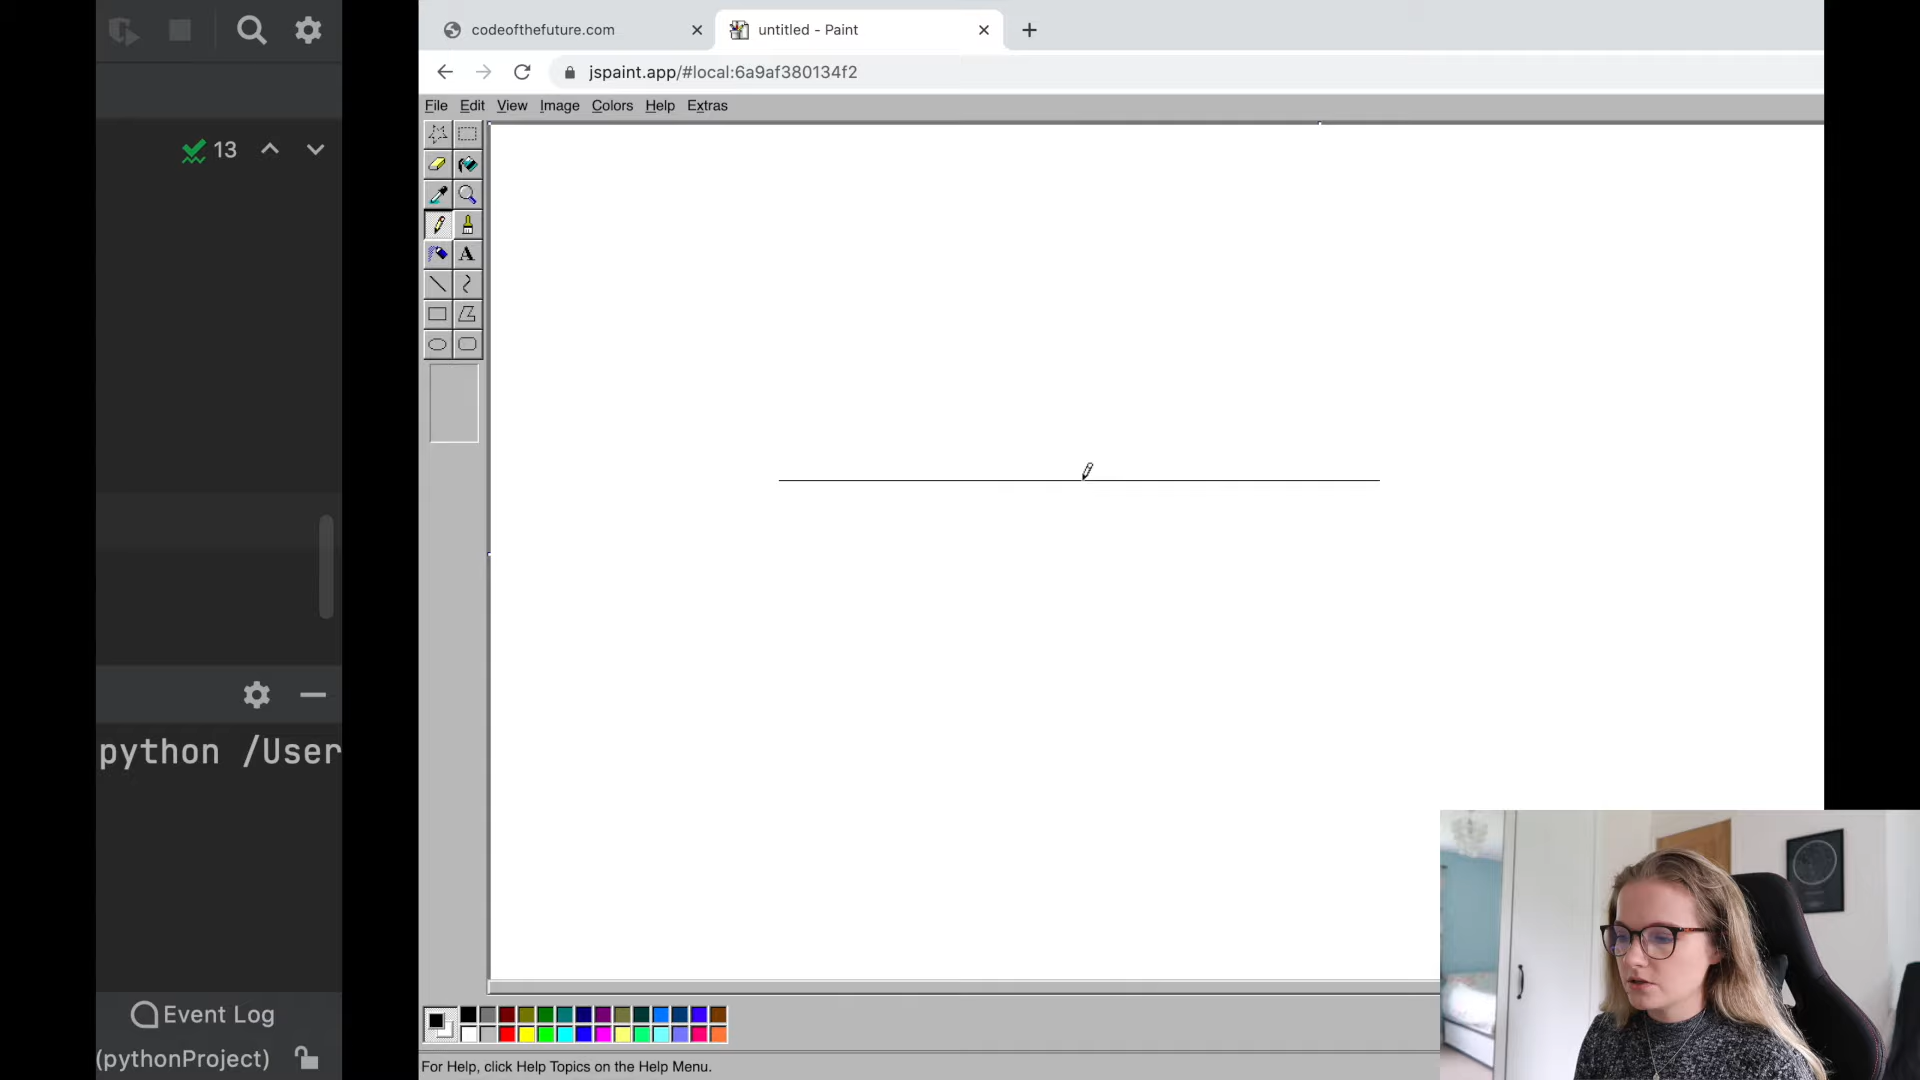 13
python /User
Event Log
(pythonProject)
codeofthefuture.com
untitled - Paint
jspaint.app/#local:6a9af380134f2
File Edit View Image Colors Help Extras
A
For Help, click Help Topics on the Help Menu.